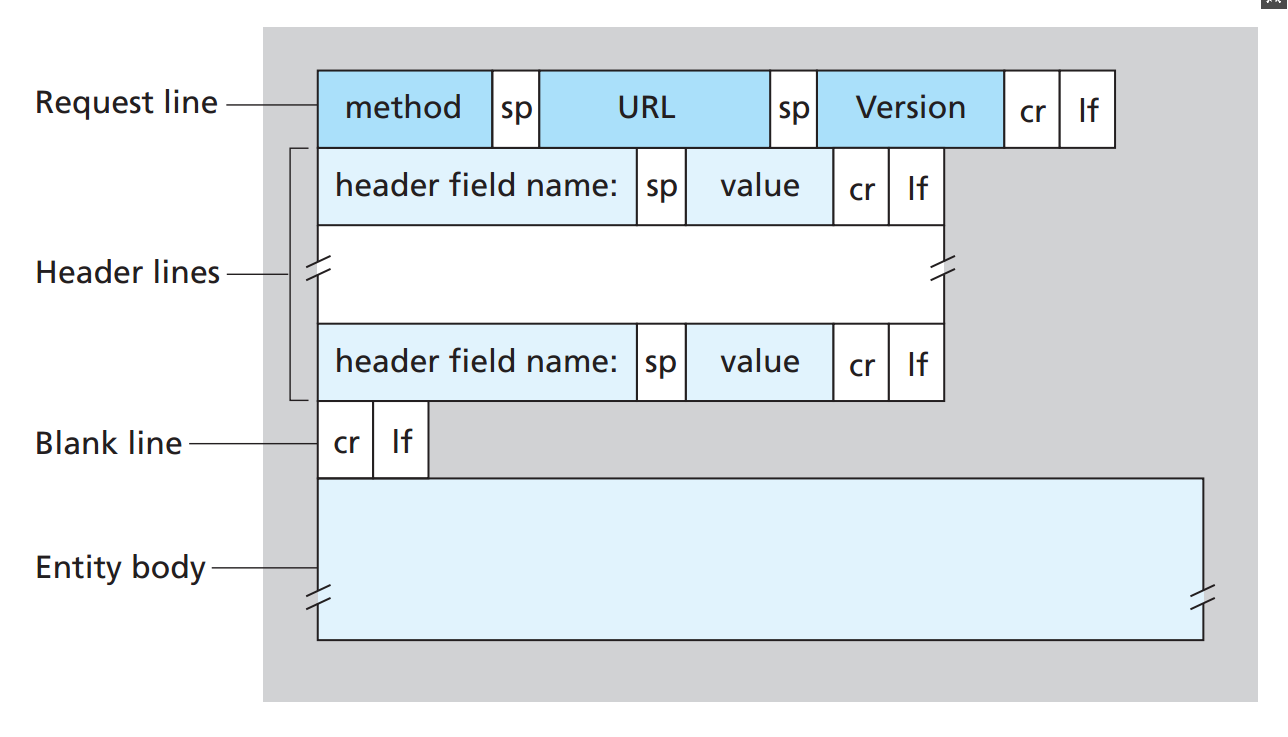 Request line
method sp URL sp Version cr lf
header field name: sp value cr lf
Header lines
header field name: sp value cr lf
Blank line
cr lf
Entity body